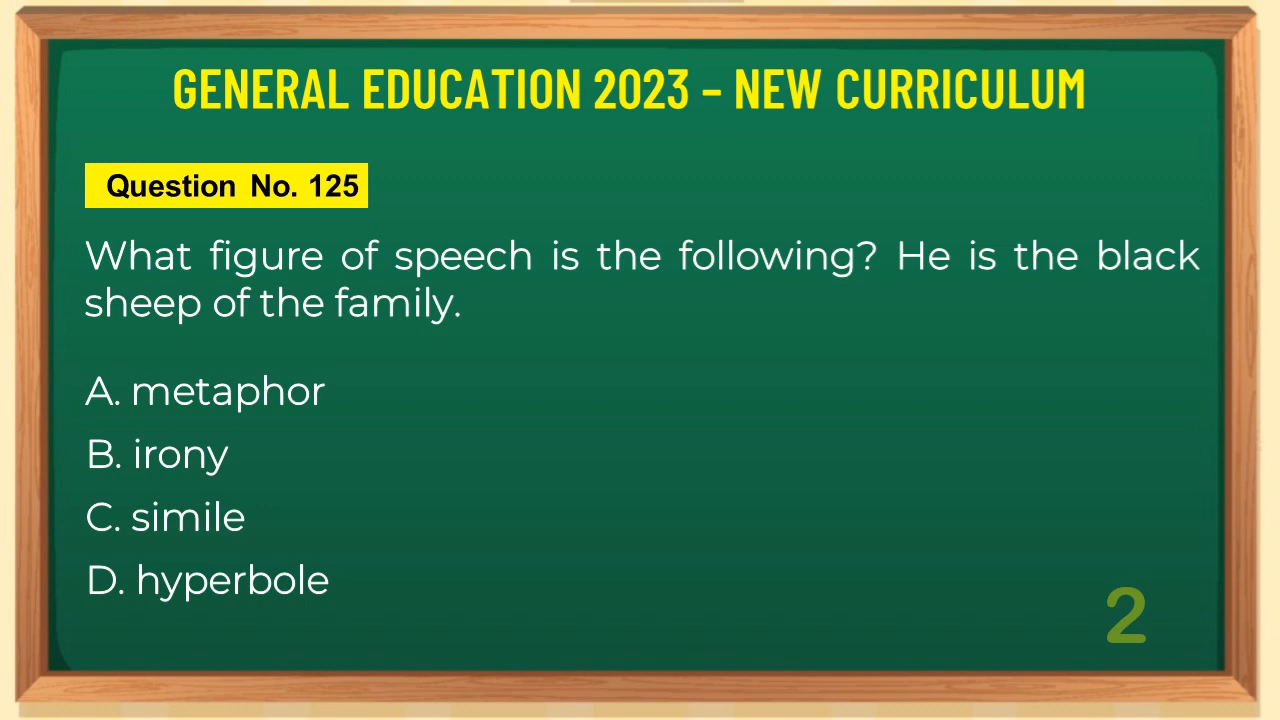 GENERAL EDUCATION 2023 – NEW CURRICULUM
Question No. 125
What figure of speech is the following? He is the black
sheep of the family.
A. metaphor
B. irony
C. simile
D. hyperbole
2